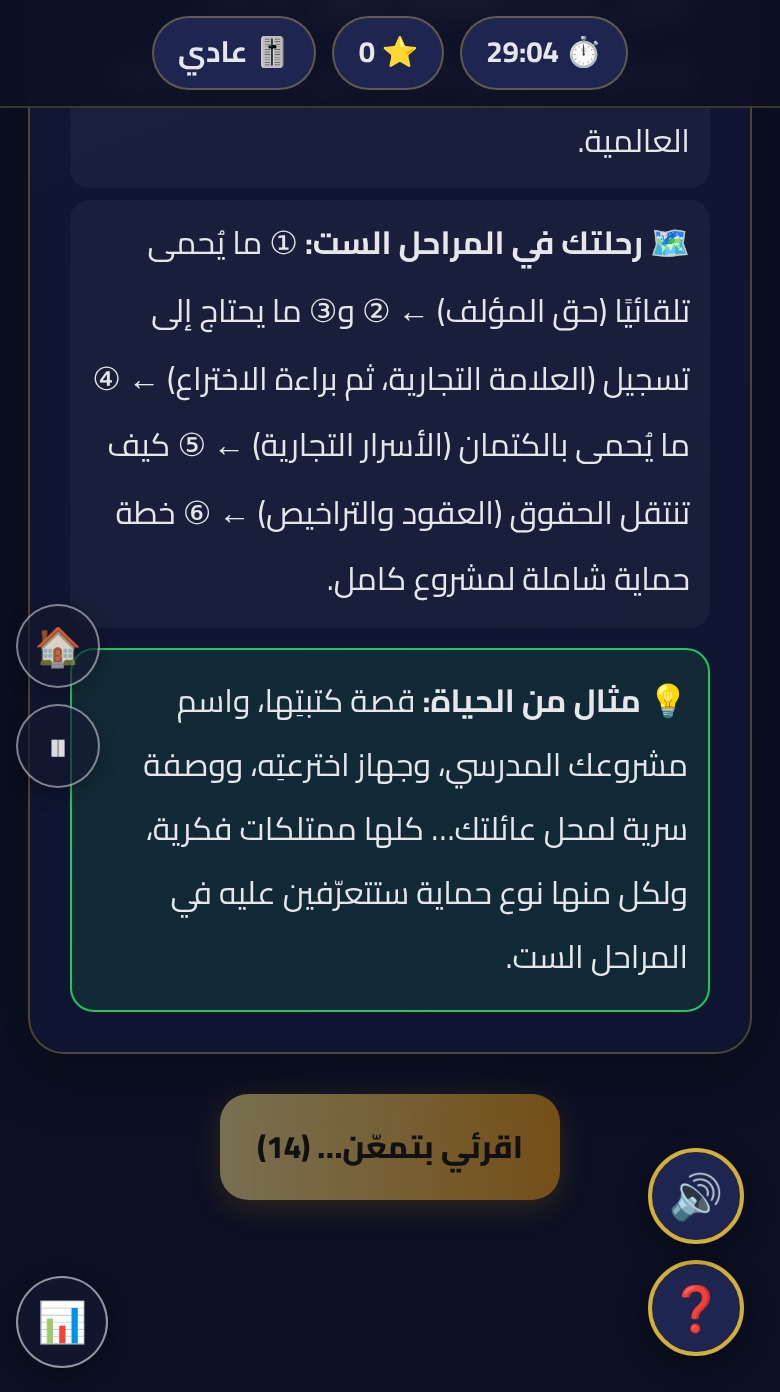 ⏱️ 29:04
⭐ 0
🎚️ عادي
العالمية.
🗺️ رحلتك في المراحل الست: ① ما يُحمى
تلقائيًا (حق المؤلف) ← ② و③ ما يحتاج إلى
تسجيل (العلامة التجارية، ثم براءة الاختراع) ← ④
ما يُحمى بالكتمان (الأسرار التجارية) ← ⑤ كيف
تنتقل الحقوق (العقود والتراخيص) ← ⑥ خطة
حماية شاملة لمشروع كامل.
💡 مثال من الحياة: قصة كتبتِها، واسم
مشروعك المدرسي، وجهاز اخترعتِه، ووصفة
سرية لمحل عائلتك… كلها ممتلكات فكرية،
ولكل منها نوع حماية ستتعرّفين عليه في
المراحل الست.
اقرئي بتمعّن… (14)